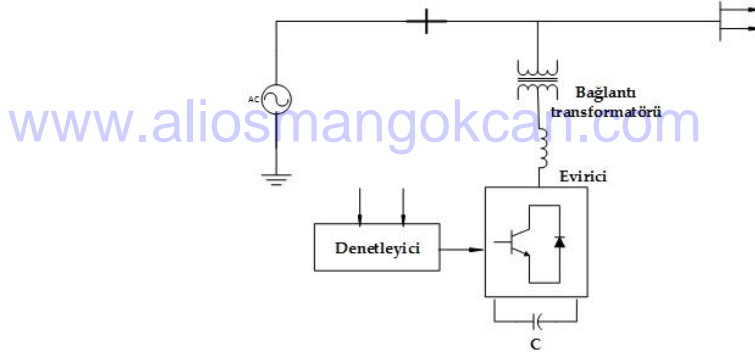 AC
Bağlantı
transformatörü
www.aliosmangokcan.com
Evirici
Denetleyici
C